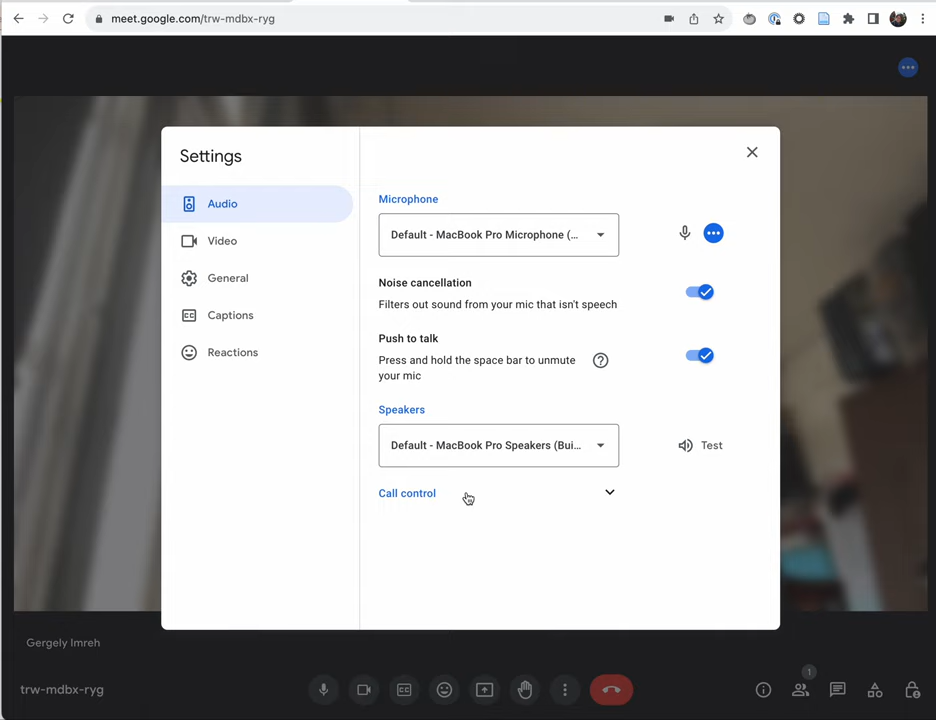 meet.google.com/trw-mdbx-ryg
Settings
Audio
Video
General
Captions
Reactions
Microphone
Default - MacBook Pro Microphone (...
Noise cancellation
Filters out sound from your mic that isn't speech
Push to talk
Press and hold the space bar to unmute
your mic
Speakers
Default - MacBook Pro Speakers (Bui...
Test
Call control
Gergely Imreh
trw-mdbx-ryg
CC
1